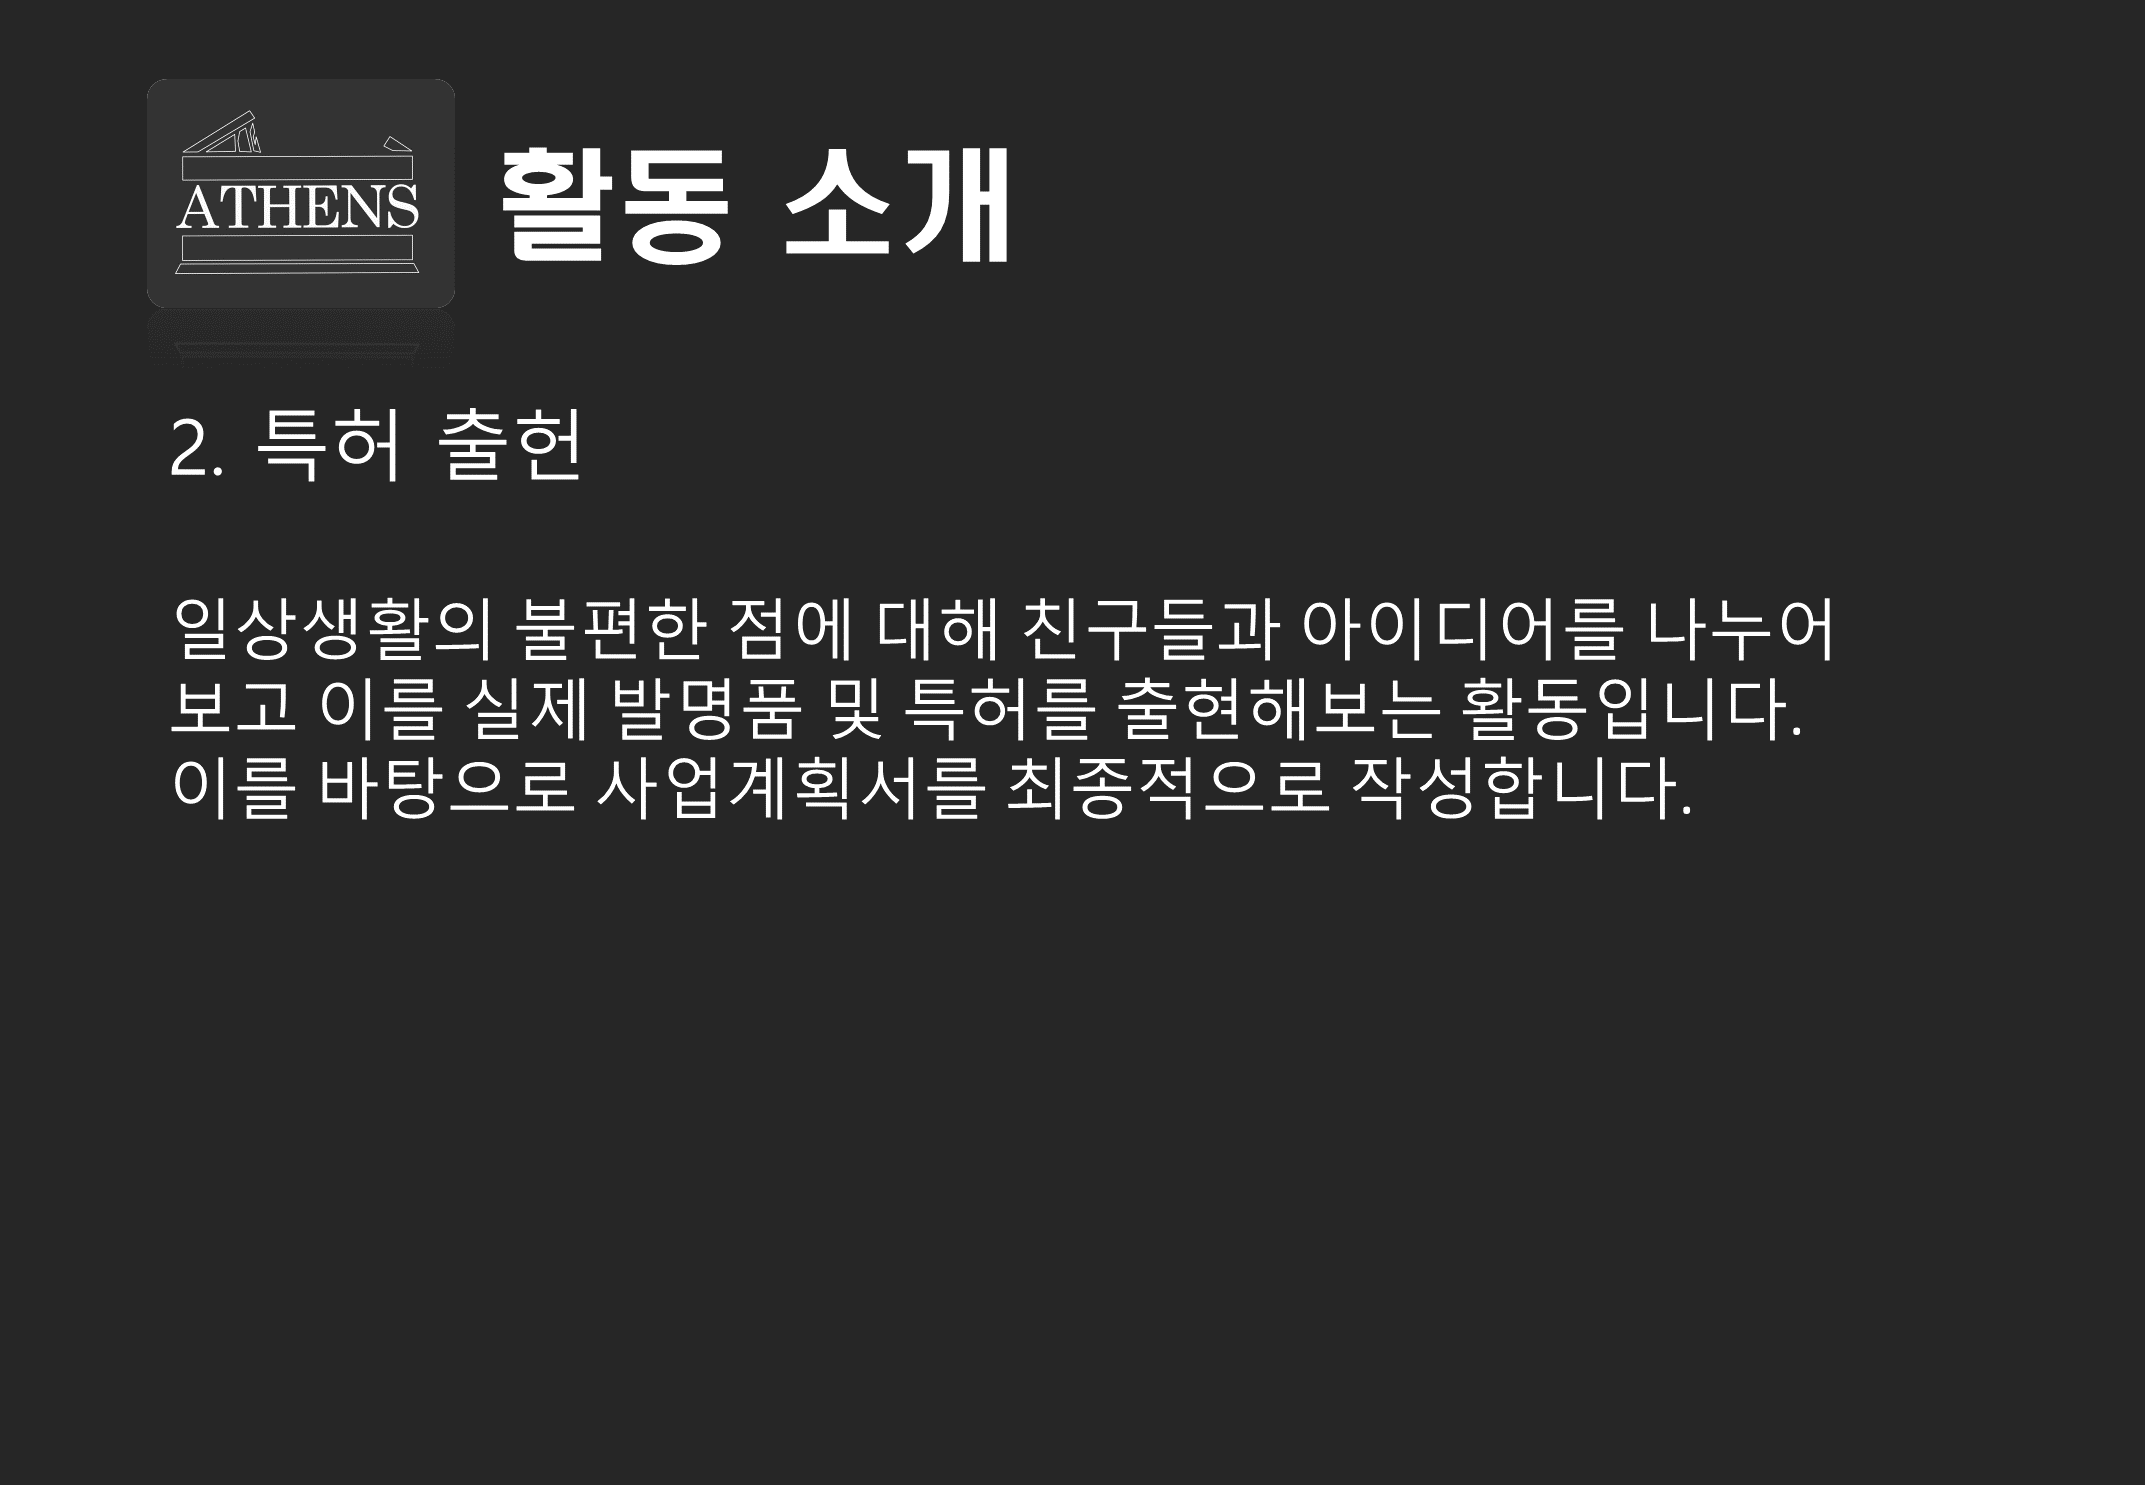 ATHENS
활동 소개
2. 특허 출헌
일상생활의 불편한 점에 대해 친구들과 아이디어를 나누어
보고 이를 실제 발명품 및 특허를 출현해보는 활동입니다.
이를 바탕으로 사업계획서를 최종적으로 작성합니다.